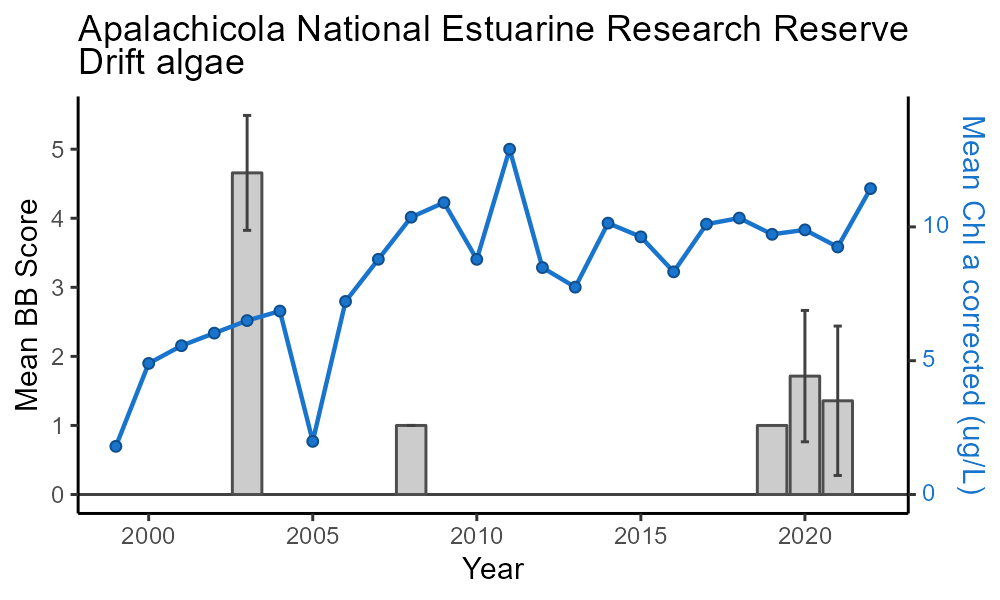 Apalachicola National Estuarine Research Reserve
Drift algae
Mean BB Score
5
4
3
2
1
0
10
5
0
Mean Chl a corrected (ug/L)
2000 2005 2010 2015 2020
Year